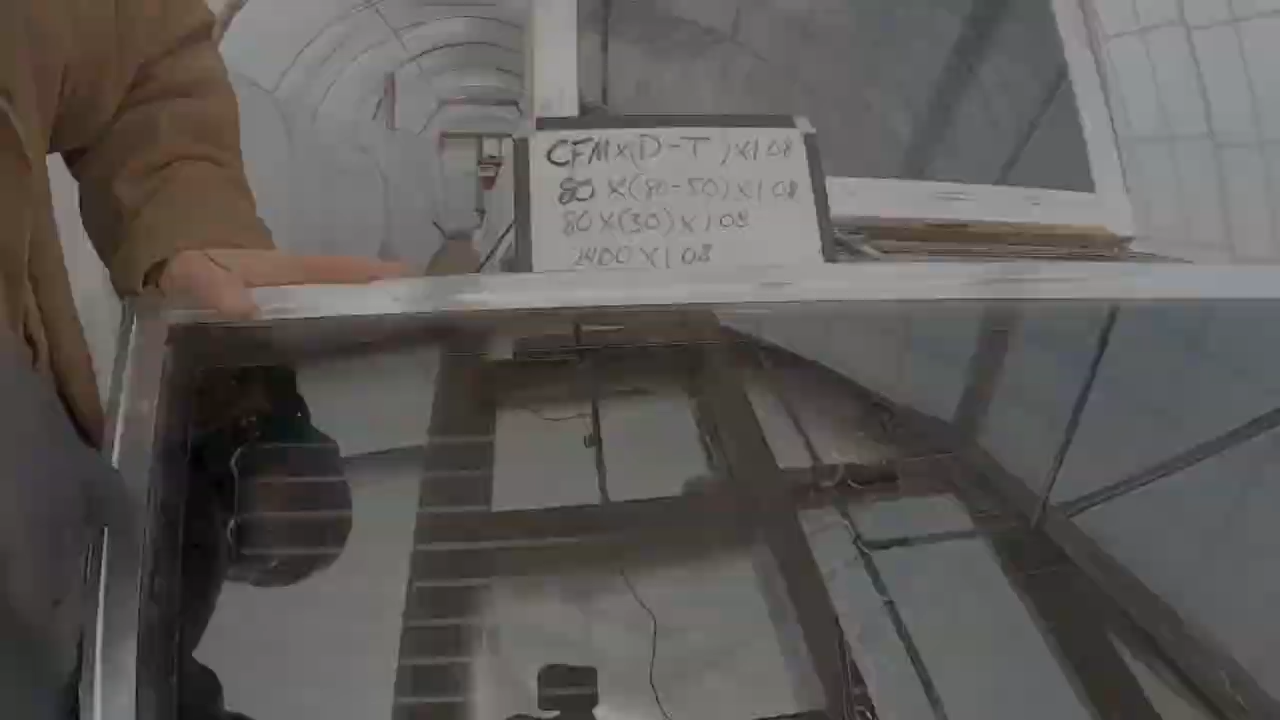 CFM X (D-T) X 1.08
80 X (80-50) X 1.08
80 X (30) X 1.08
2400 X 1.08